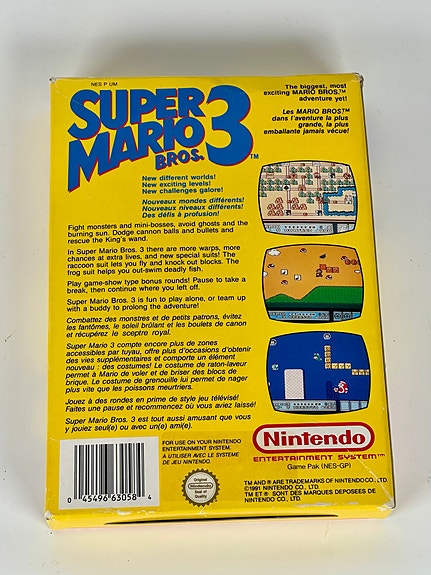 NES P UM
SUPER
MARIO
BROS. 3™
The biggest, most
exciting MARIO BROS.™
adventure yet!
Les MARIO BROS™
dans l'aventure la plus
grande, la plus
emballante jamais vécue!
New different worlds!
New exciting levels!
New challenges galore!
Nouveaux mondes différents!
Nouveaux niveaux différents!
Des défis à profusion!
Fight monsters and mini-bosses, avoid ghosts and the
burning sun. Dodge cannon balls and bullets and
rescue the King's wand.
In Super Mario Bros. 3 there are more warps, more
chances at extra lives, and new special suits! The
raccoon suit lets you fly and knock out blocks. The
frog suit helps you out-swim deadly fish.
Play game-show type bonus rounds! Pause to take a
break, then continue where you left off.
Super Mario Bros. 3 is fun to play alone, or team up
with a buddy to prolong the adventure!
Combattez des monstres et de petits patrons, évitez
les fantômes, le soleil brûlant et les boulets de canon
et récupérez le sceptre royal.
Super Mario 3 compte encore plus de zones
accessibles par tuyau, offre plus d'occasions d'obtenir
des vies supplémentaires et comporte un élément
nouveau : des costumes! Le costume de raton-laveur
permet à Mario de voler et de briser des blocs de
brique. Le costume de grenouille lui permet de nager
plus vite que les poissons meurtriers.
Jouez à des rondes en prime de style jeu télévisé!
Faites une pause et recommencez où vous aviez laissé!
Super Mario Bros. 3 est tout aussi amusant que vous
y jouiez seul(e) ou avec un(e) ami(e).
0 45496 63058 4
FOR USE ON YOUR NINTENDO
ENTERTAINMENT SYSTEM.
A UTILISER AVEC LE SYSTEME
DE JEU NINTENDO.
Original
Nintendo
Seal of
Quality
Nintendo®
ENTERTAINMENT SYSTEM™
Game Pak (NES-GP)
TM AND ® ARE TRADEMARKS OF NINTENDO CO., LTD.
©1991 NINTENDO CO., LTD.
TM ET ® SONT DES MARQUES DEPOSEES DE
NINTENDO CO., LTD.